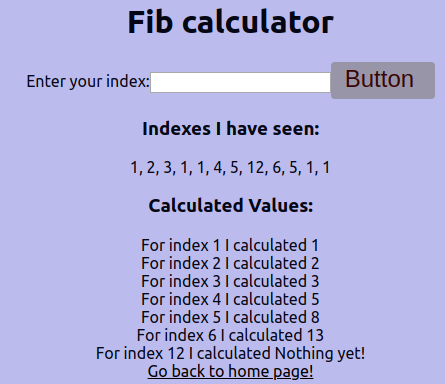 Fib calculator
Enter your index: Button
Indexes I have seen:
1, 2, 3, 1, 1, 4, 5, 12, 6, 5, 1, 1
Calculated Values:
For index 1 I calculated 1
For index 2 I calculated 2
For index 3 I calculated 3
For index 4 I calculated 5
For index 5 I calculated 8
For index 6 I calculated 13
For index 12 I calculated Nothing yet!
Go back to home page!